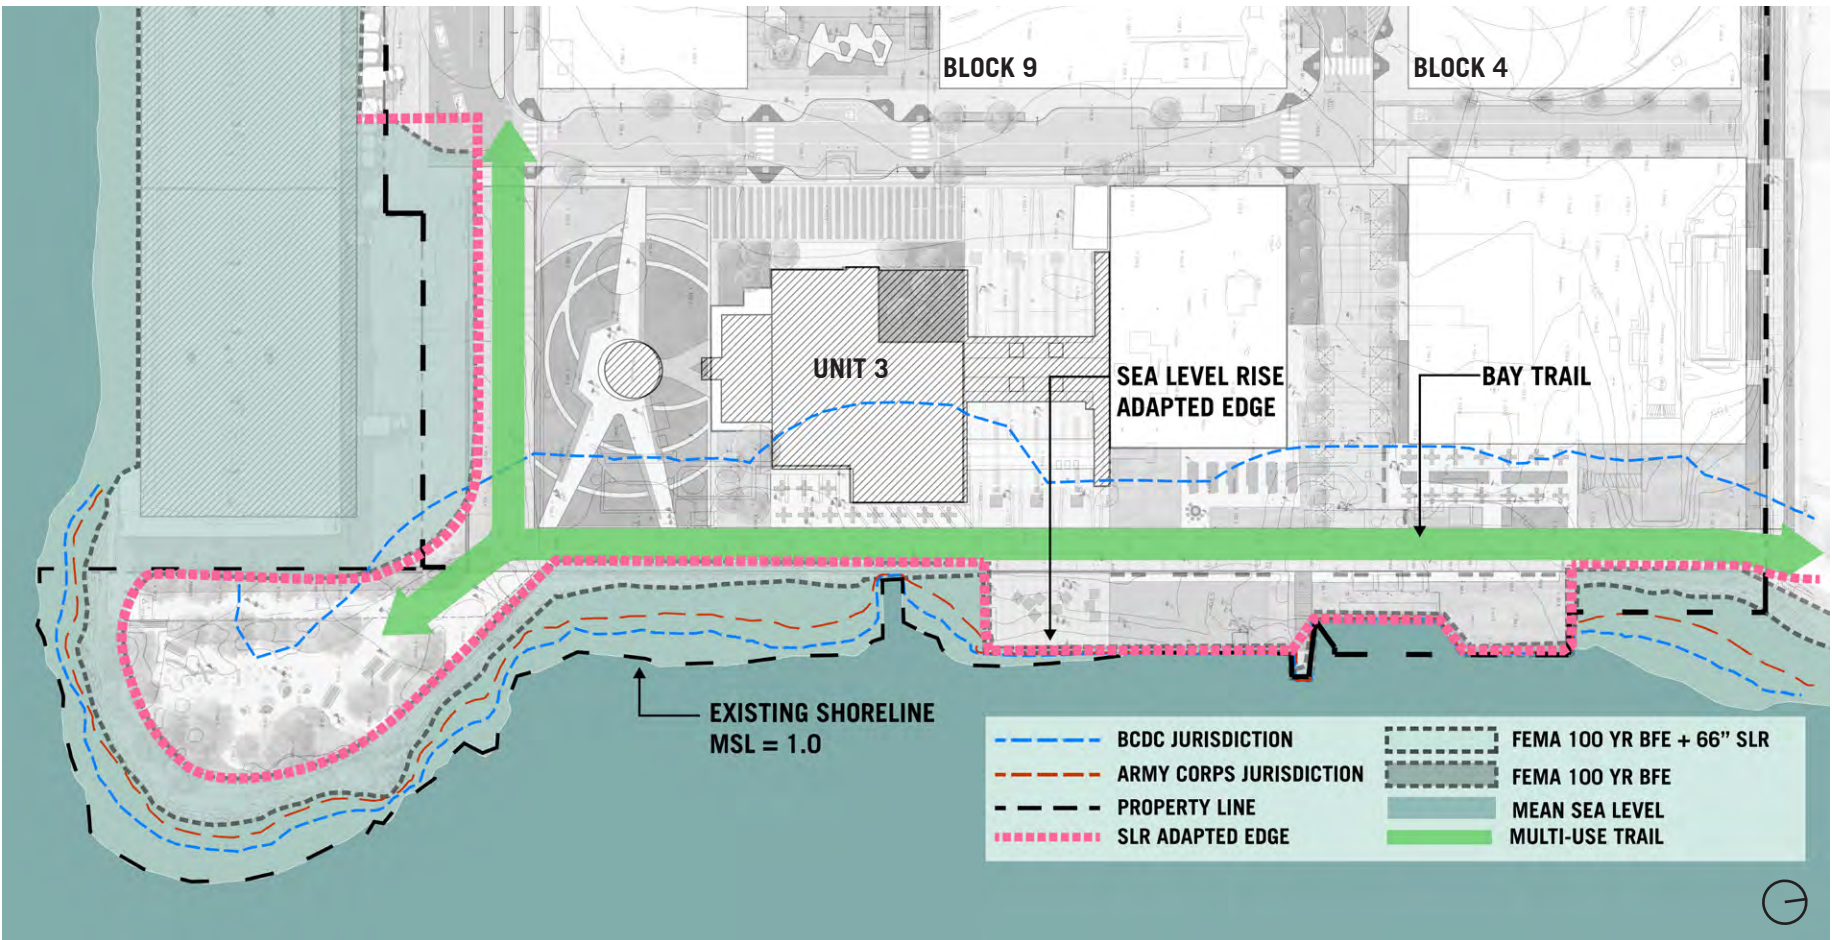 BLOCK 9
BLOCK 4
UNIT 3
SEA LEVEL RISE
ADAPTED EDGE
BAY TRAIL
EXISTING SHORELINE
MSL = 1.0
BCDC JURISDICTION
ARMY CORPS JURISDICTION
PROPERTY LINE
SLR ADAPTED EDGE
FEMA 100 YR BFE + 66” SLR
FEMA 100 YR BFE
MEAN SEA LEVEL
MULTI-USE TRAIL